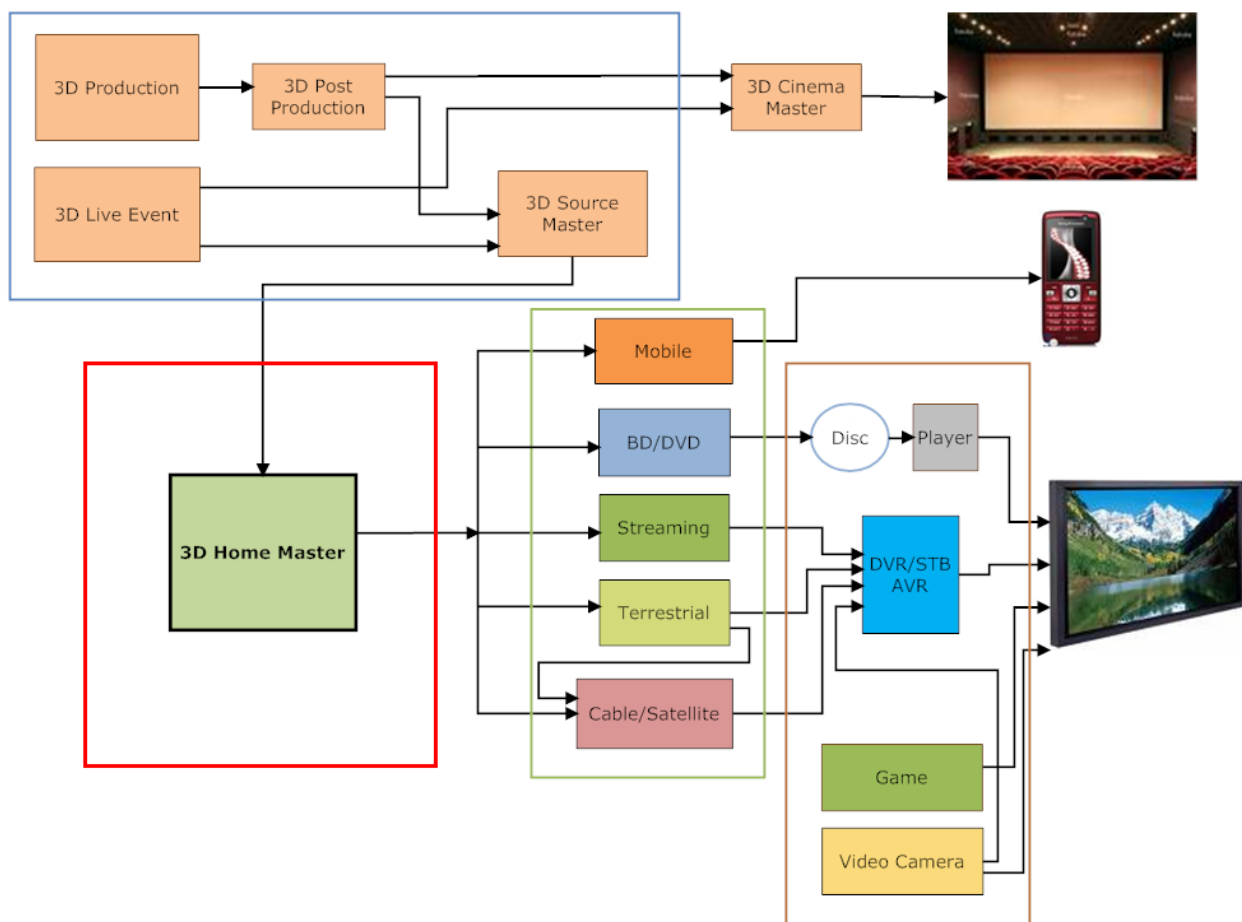 3D Production
3D Post
Production
3D Cinema
Master
3D Live Event
3D Source
Master
Mobile
BD/DVD
Disc
Player
Streaming
3D Home Master
DVR/STB
AVR
Terrestrial
Cable/Satellite
Game
Video Camera